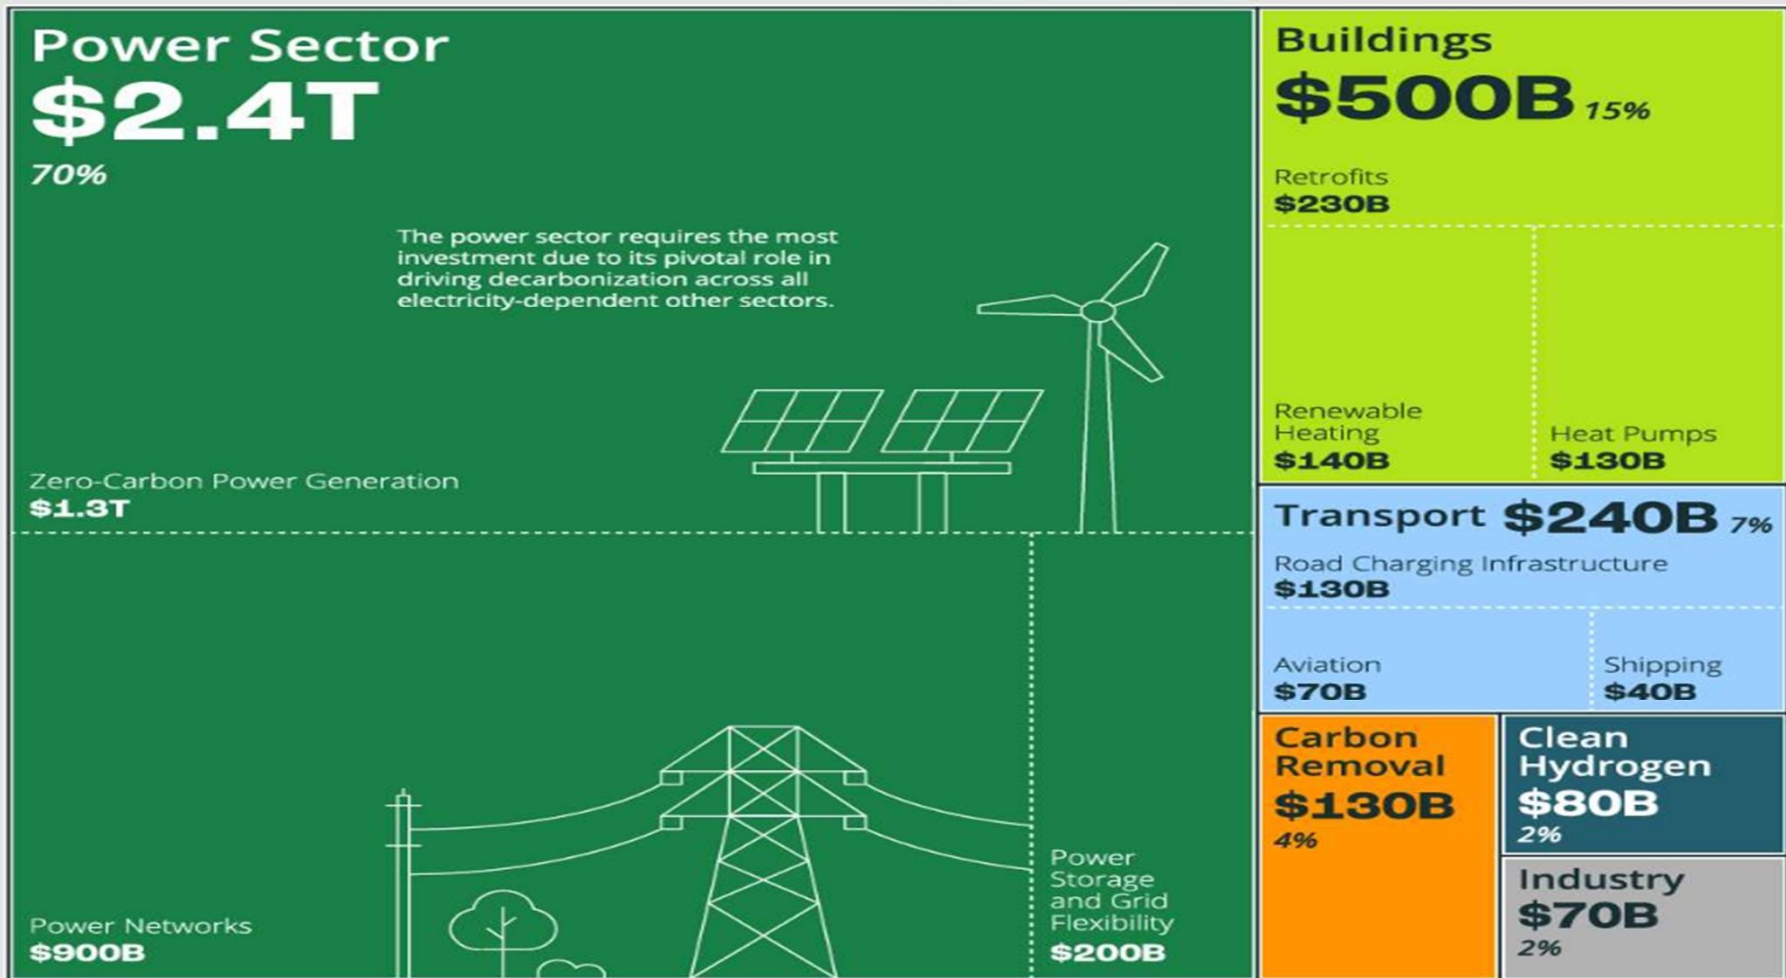 Power Sector
$2.4T
70%
The power sector requires the most
investment due to its pivotal role in
driving decarbonization across all
electricity-dependent other sectors.
Zero-Carbon Power Generation
$1.3T
Power Networks
$900B
Power
Storage
and Grid
Flexibility
$200B
Buildings
$500B 15%
Retrofits
$230B
Renewable
Heating
$140B
Heat Pumps
$130B
Transport $240B 7%
Road Charging Infrastructure
$130B
Aviation
$70B
Shipping
$40B
Carbon
Removal
$130B
4%
Clean
Hydrogen
$80B
2%
Industry
$70B
2%